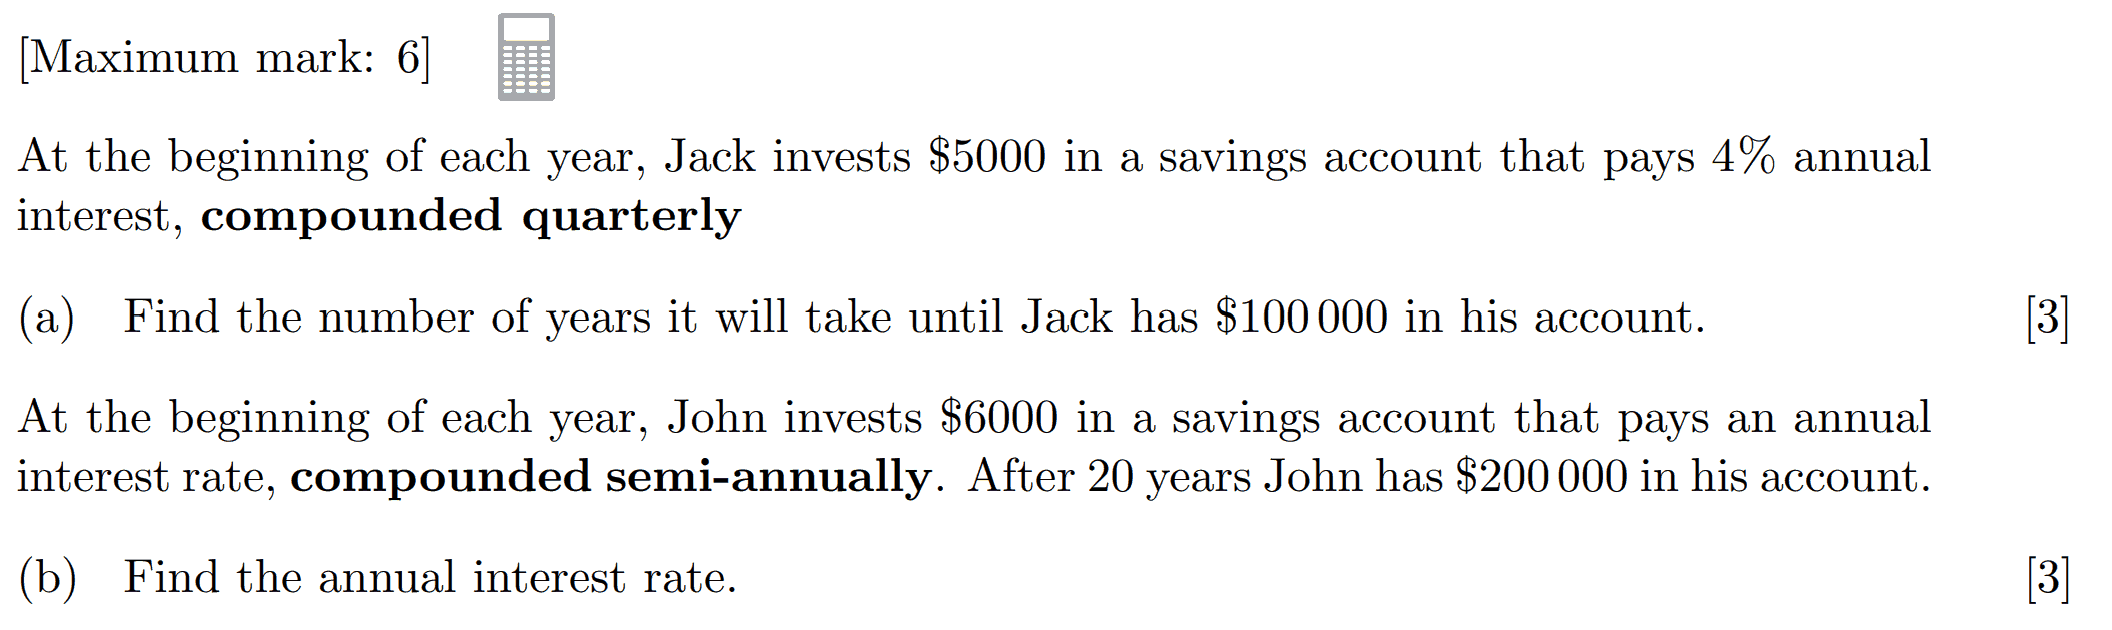 [Maximum mark: 6]
At the beginning of each year, Jack invests $5000 in a savings account that pays 4% annual
interest, compounded quarterly
(a) Find the number of years it will take until Jack has $100 000 in his account. [3]
At the beginning of each year, John invests $6000 in a savings account that pays an annual
interest rate, compounded semi-annually. After 20 years John has $200 000 in his account.
(b) Find the annual interest rate. [3]